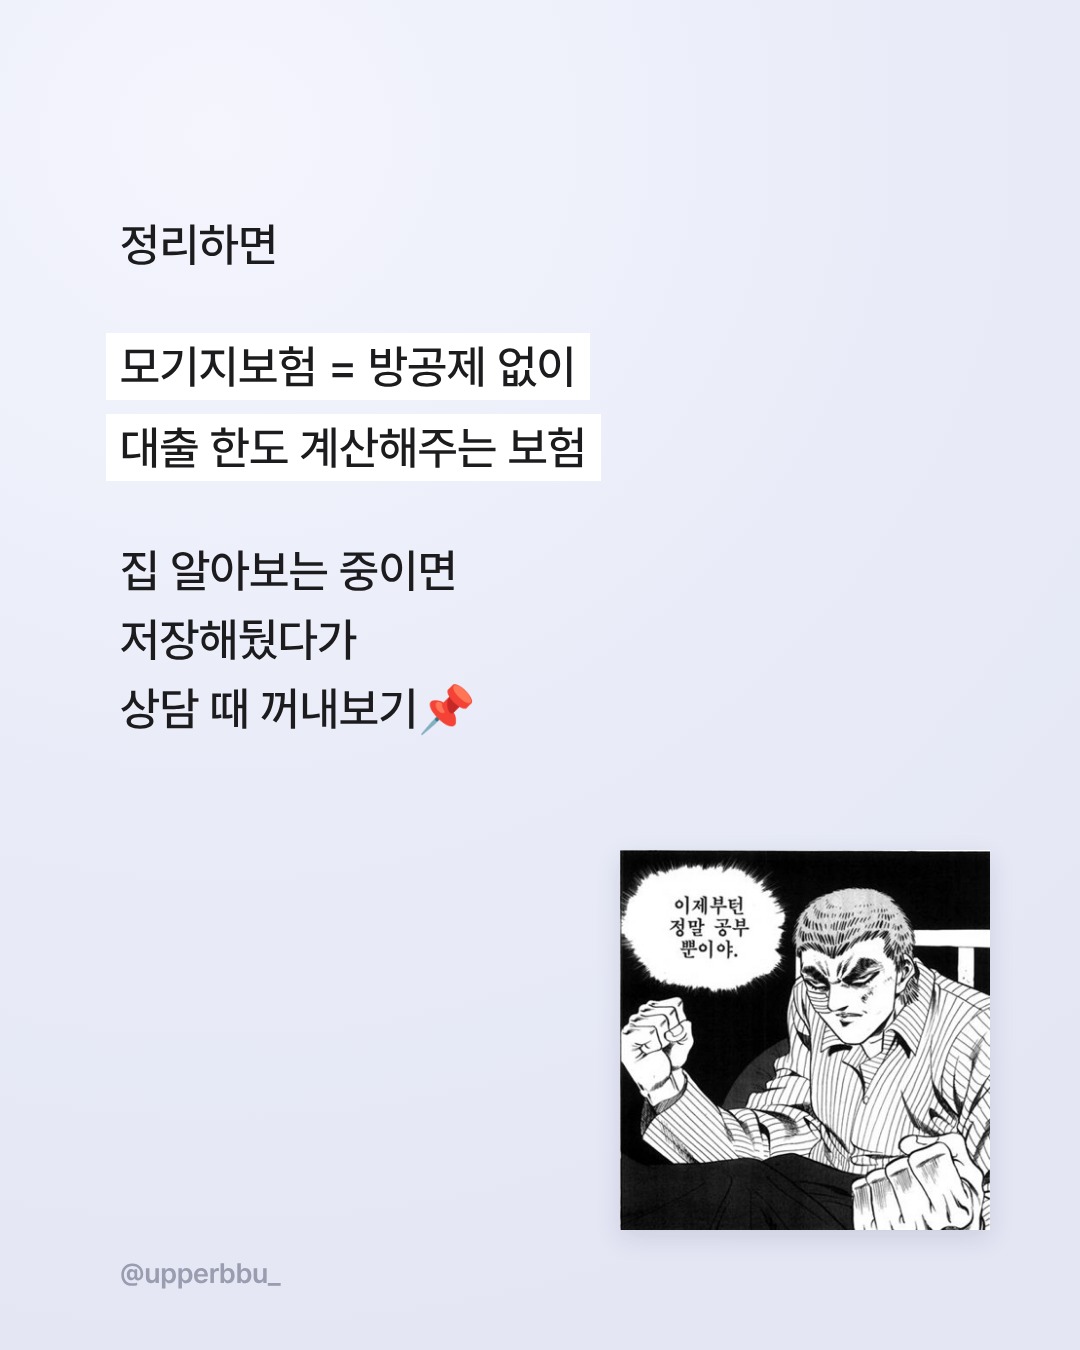 정리하면
모기지보험 = 방공제 없이
대출 한도 계산해주는 보험
집 알아보는 중이면
저장해뒀다가
상담 때 꺼내보기📌
이제부턴
정말 공부
뿐이야.
@upperbbu_